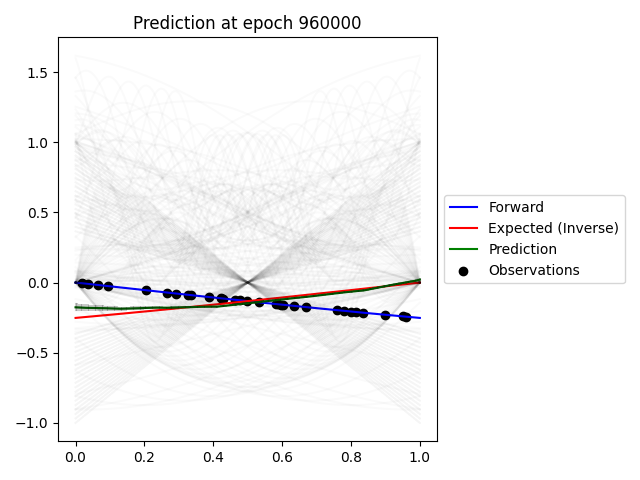 Prediction at epoch 960000
1.5
1.0
0.5
0.0
−0.5
−1.0
0.0 0.2 0.4 0.6 0.8 1.0
Forward
Expected (Inverse)
Prediction
Observations